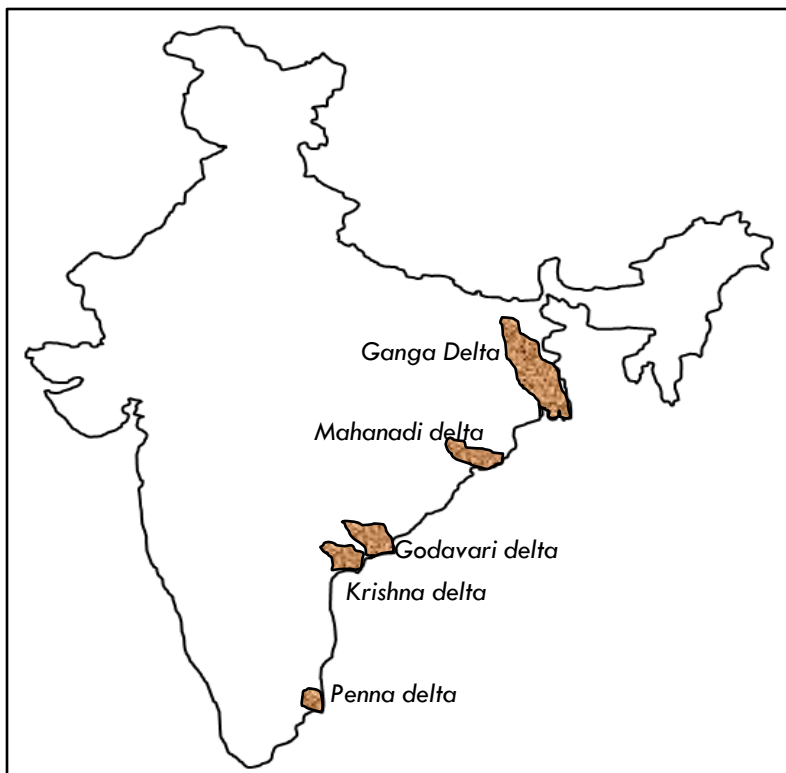 Ganga Delta
Mahanadi delta
Godavari delta
Krishna delta
Penna delta